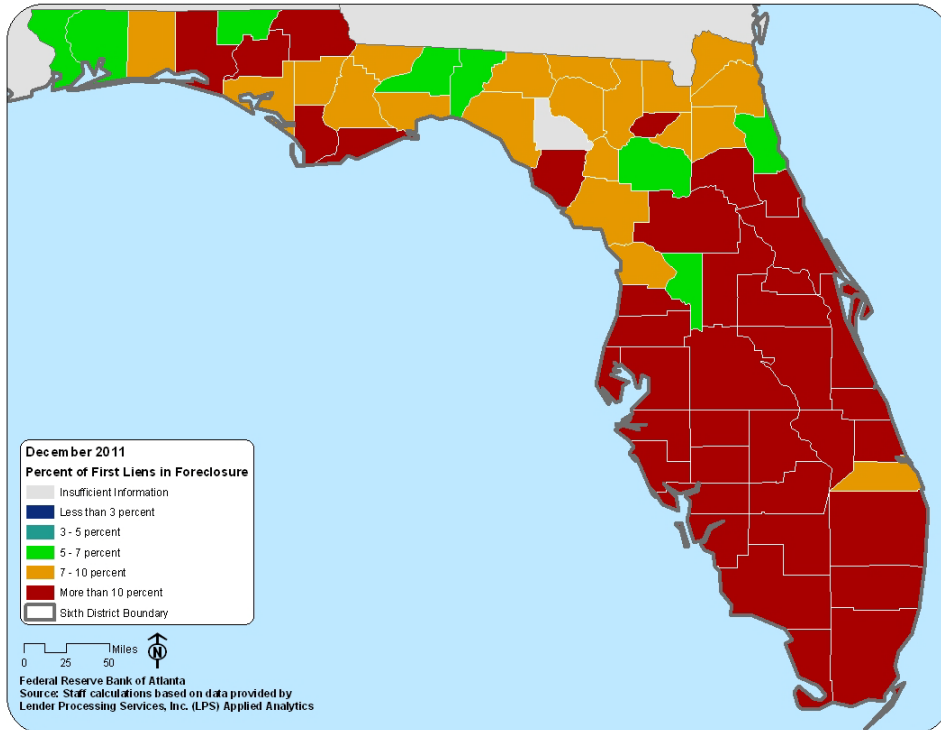 December 2011
Percent of First Liens in Foreclosure
Insufficient Information
Less than 3 percent
3 - 5 percent
5 - 7 percent
7 - 10 percent
More than 10 percent
Sixth District Boundary
Miles
0 25 50
N
Federal Reserve Bank of Atlanta
Source: Staff calculations based on data provided by
Lender Processing Services, Inc. (LPS) Applied Analytics